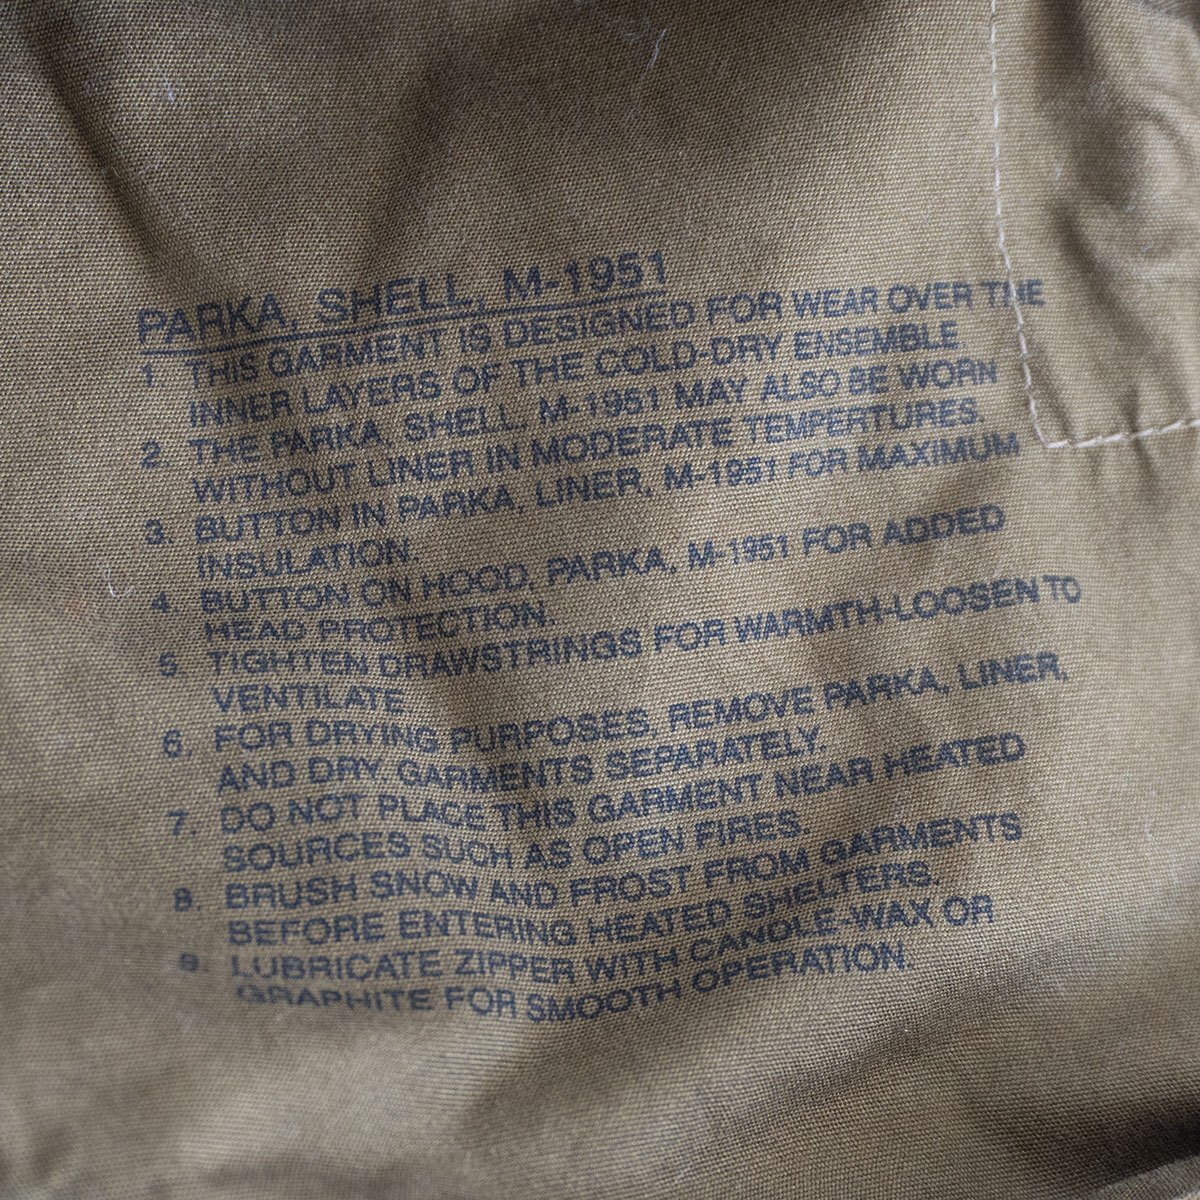 PARKA, SHELL, M-1951
1. THIS GARMENT IS DESIGNED FOR WEAR OVER THE
INNER LAYERS OF THE COLD-DRY ENSEMBLE
2. THE PARKA, SHELL, M-1951 MAY ALSO BE WORN
WITHOUT LINER IN MODERATE TEMPERTURES.
3. BUTTON IN PARKA, LINER, M-1951 FOR MAXIMUM
INSULATION.
4. BUTTON ON HOOD, PARKA, M-1951 FOR ADDED
HEAD PROTECTION.
5. TIGHTEN DRAWSTRINGS FOR WARMTH-LOOSEN TO
VENTILATE.
6. FOR DRYING PURPOSES, REMOVE PARKA, LINER,
AND DRY, GARMENTS SEPARATELY.
7. DO NOT PLACE THIS GARMENT NEAR HEATED
SOURCES SUCH AS OPEN FIRES.
8. BRUSH SNOW AND FROST FROM GARMENTS
BEFORE ENTERING HEATED SHELTERS.
9. LUBRICATE ZIPPER WITH CANDLE-WAX OR
GRAPHITE FOR SMOOTH OPERATION.